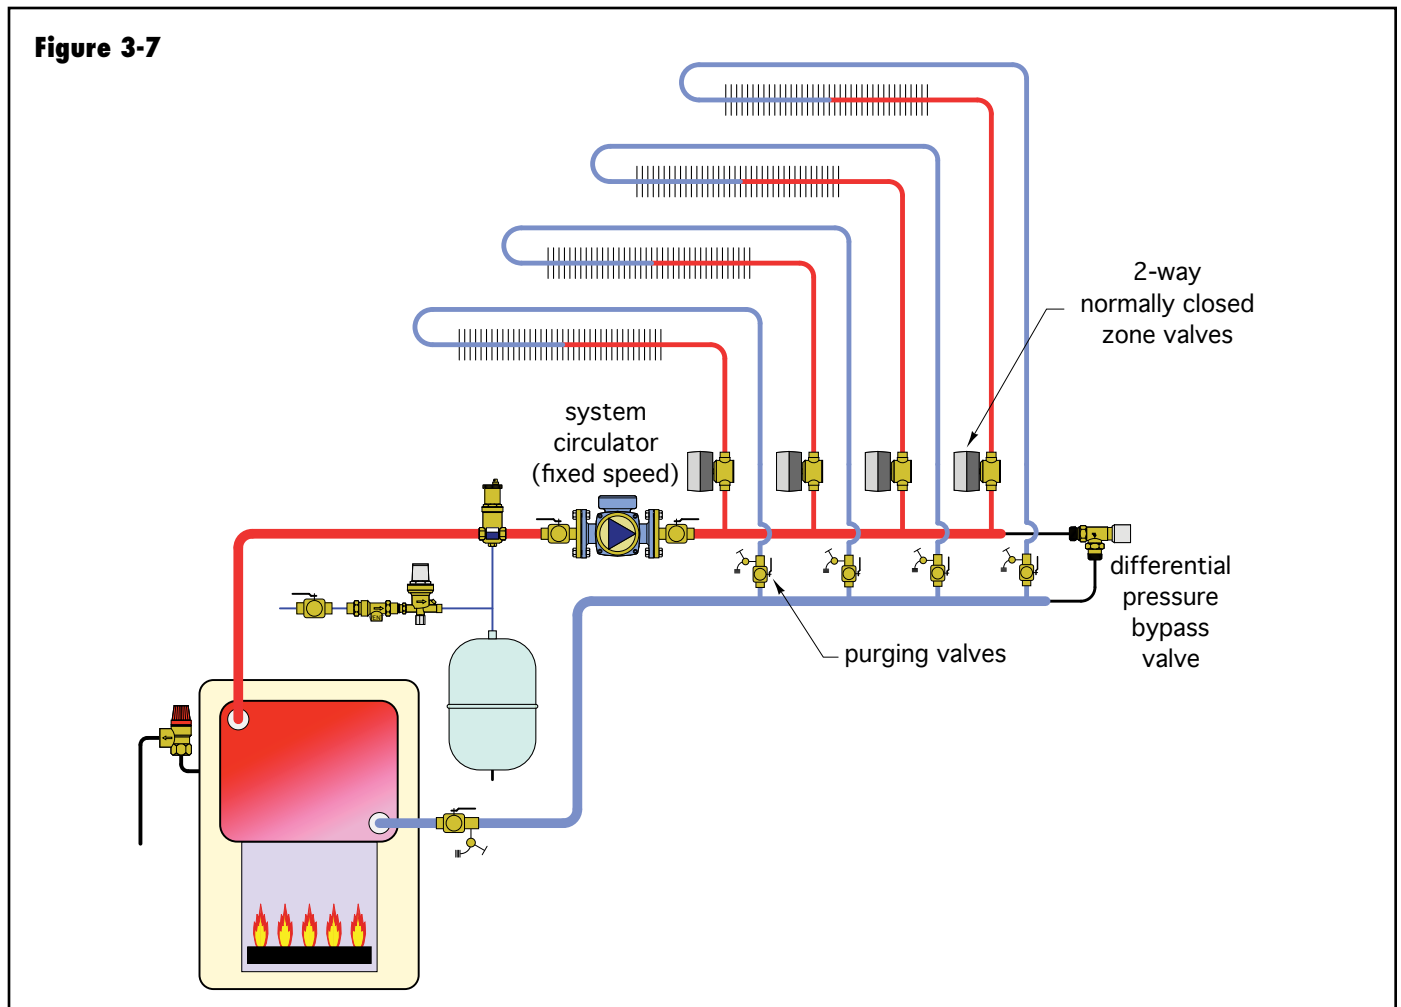 Figure 3-7
2-way
normally closed
zone valves
system
circulator
(fixed speed)
differential
pressure
bypass
valve
purging valves